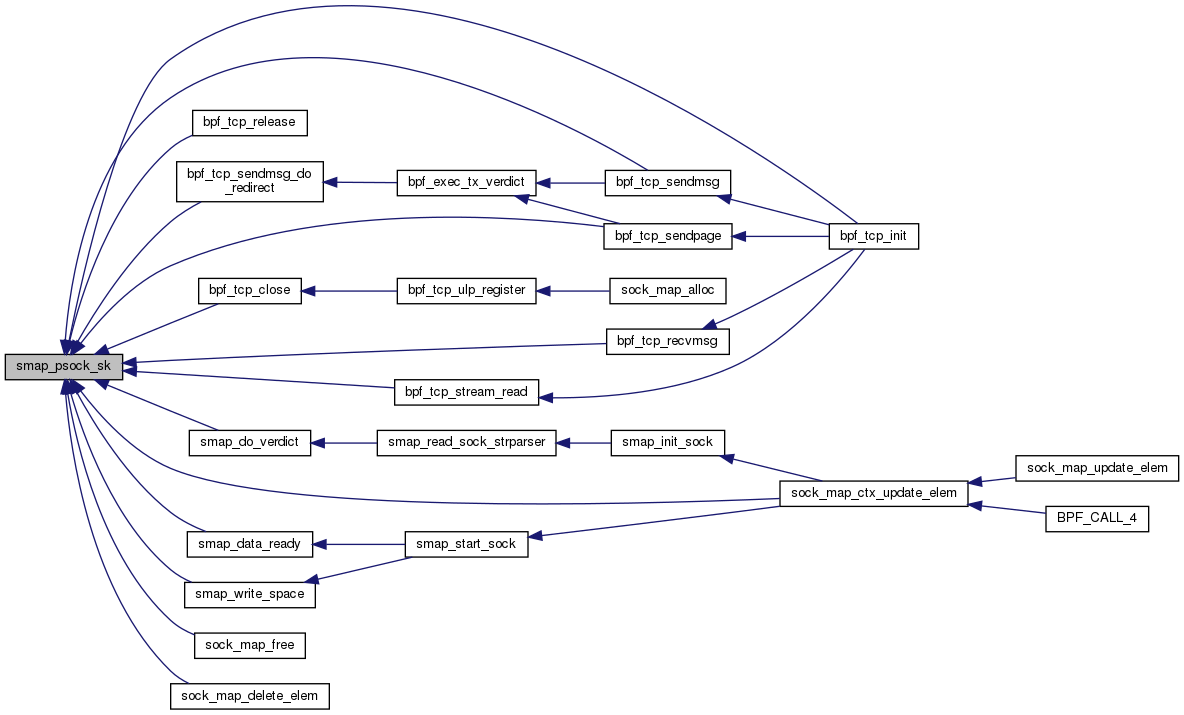 bpf_tcp_release
bpf_tcp_sendmsg_do
_redirect
bpf_exec_tx_verdict
bpf_tcp_sendmsg
bpf_tcp_sendpage
bpf_tcp_init
bpf_tcp_close
bpf_tcp_ulp_register
sock_map_alloc
bpf_tcp_recvmsg
smap_psock_sk
bpf_tcp_stream_read
smap_do_verdict
smap_read_sock_strparser
smap_init_sock
sock_map_update_elem
sock_map_ctx_update_elem
BPF_CALL_4
smap_data_ready
smap_start_sock
smap_write_space
sock_map_free
sock_map_delete_elem